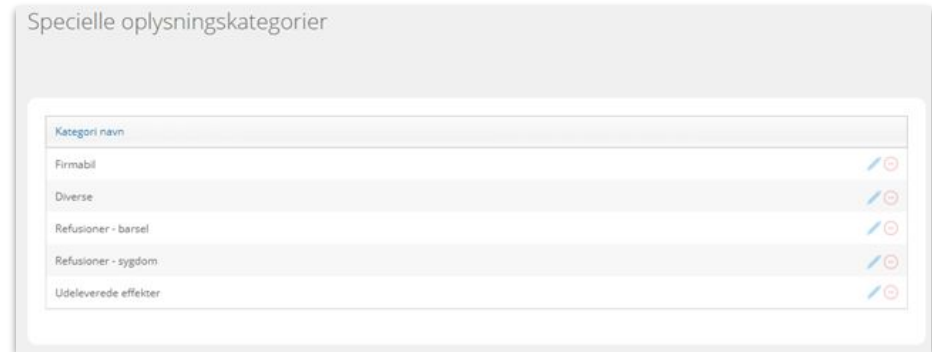 Specielle oplysningskategorier
Kategori navn
Firmabil
Diverse
Refusioner - barsel
Refusioner - sygdom
Udeleverede effekter